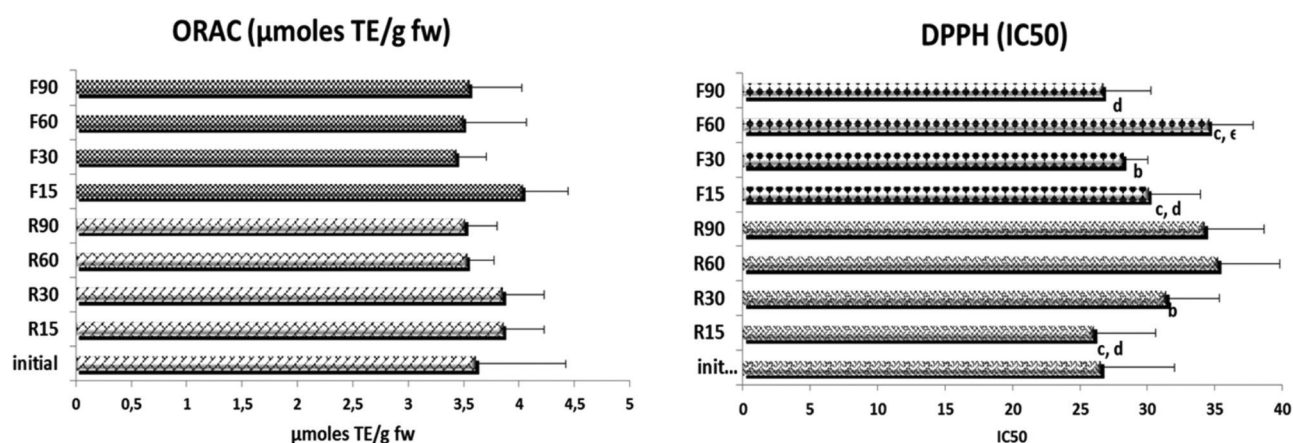 ORAC (µmoles TE/g fw)
F90
F60
F30
F15
R90
R60
R30
R15
initial
0 0,5 1 1,5 2 2,5 3 3,5 4 4,5 5
µmoles TE/g fw
DPPH (IC50)
F90
d
F60
c, e
F30
b
F15
c, d
R90
R60
R30
b
R15
c, d
init...
0 5 10 15 20 25 30 35 40
IC50